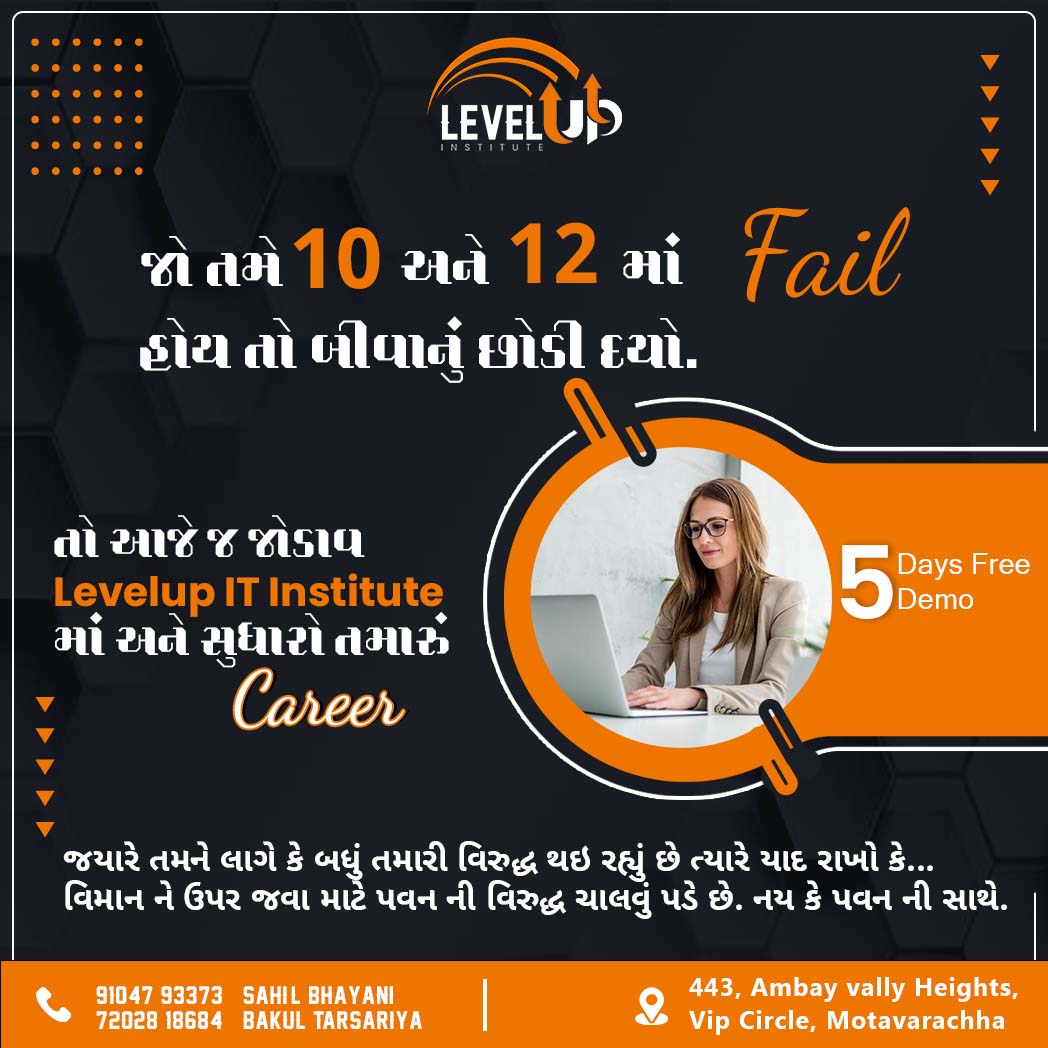 LEVEL UP
INSTITUTE
જો તમે 10 અને 12 માં Fail
હોય તો બીવાનું છોડી દયો.
તો આજે જ જોડાવ
Levelup IT Institute
માં અને સુધારો તમારું
Career
5 Days Free
Demo
જયારે તમને લાગે કે બધું તમારી વિરુદ્ધ થઇ રહ્યું છે ત્યારે યાદ રાખો કે...
વિમાન ને ઉપર જવા માટે પવન ની વિરુદ્ધ ચાલવું પડે છે. નય કે પવન ની સાથે.
91047 93373 SAHIL BHAYANI
72028 18684 BAKUL TARSARIYA
443, Ambay vally Heights,
Vip Circle, Motavarachha